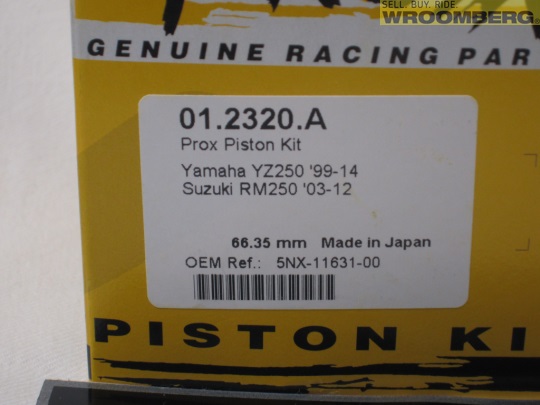 SELL. BUY. RIDE.
WROOMBERG
GENUINE RACING PAR
01.2320.A
Prox Piston Kit
Yamaha YZ250 '99-14
Suzuki RM250 '03-12
66.35 mm Made in Japan
OEM Ref.: 5NX-11631-00
PISTON KI